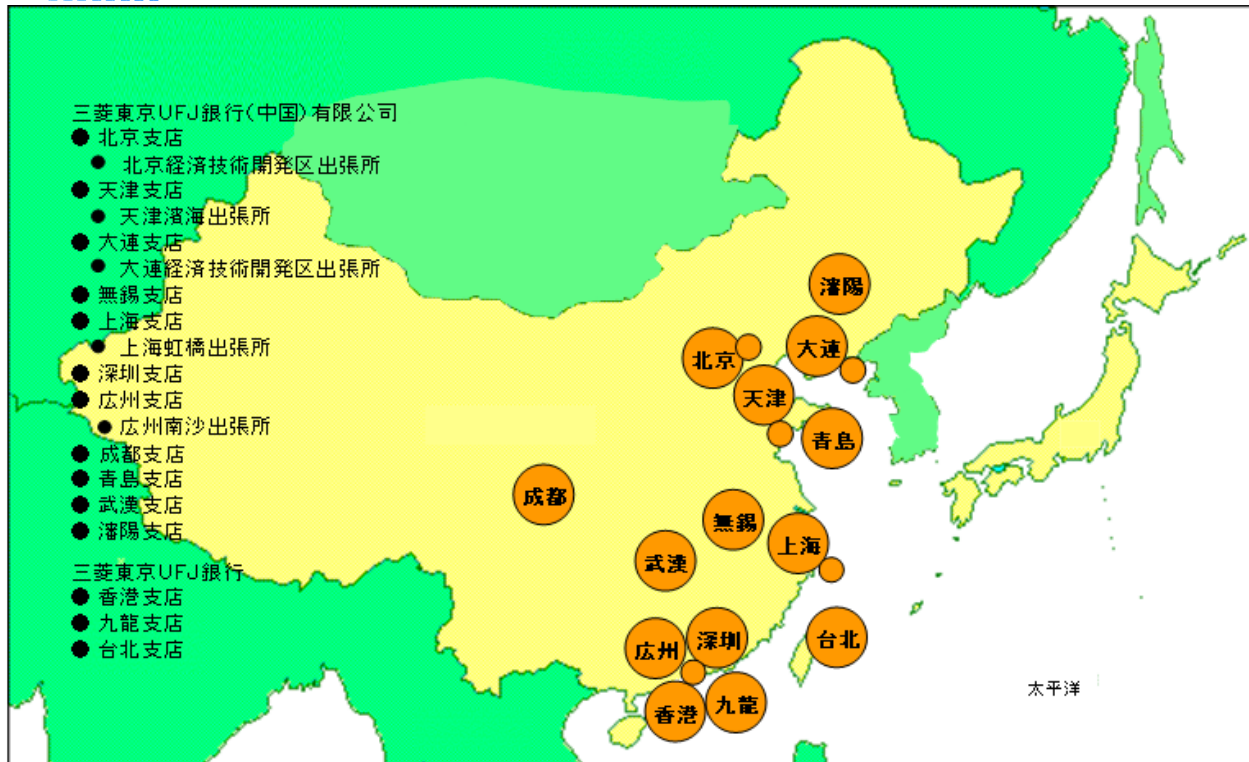 三菱東京UFJ銀行(中国)有限公司
● 北京支店
● 北京経済技術開発区出張所
● 天津支店
● 天津濱海出張所
● 大連支店
● 大連経済技術開発区出張所
● 無錫支店
● 上海支店
● 上海虹橋出張所
● 深圳支店
● 広州支店
● 広州南沙出張所
● 成都支店
● 青島支店
● 武漢支店
● 瀋陽支店
三菱東京UFJ銀行
● 香港支店
● 九龍支店
● 台北支店
瀋陽
北京
大連
天津
青島
成都
無錫
上海
武漢
広州
深圳
台北
香港
九龍
太平洋